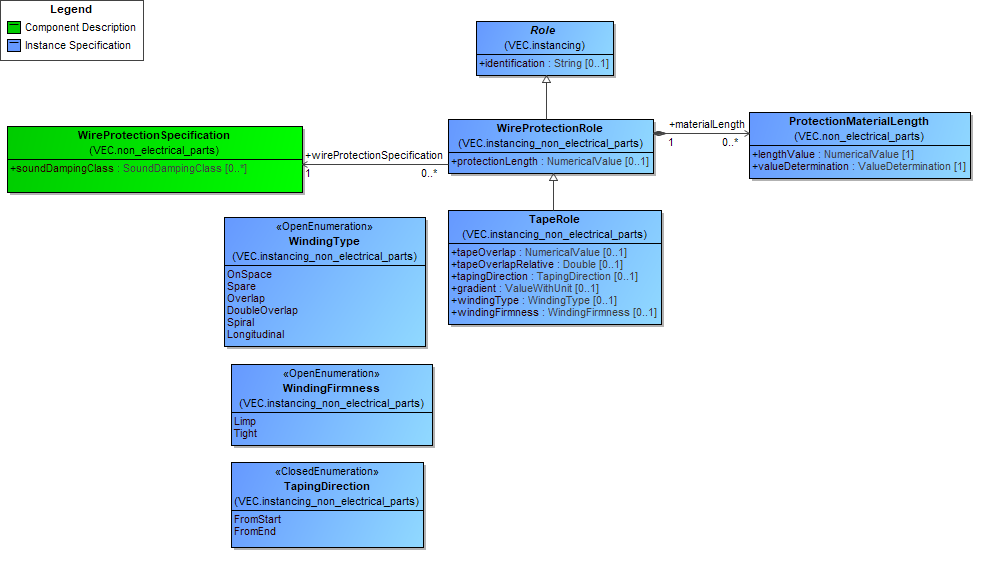 Legend
Component Description
Instance Specification
Role
(VEC.instancing)
+identification : String [0..1]
WireProtectionSpecification
(VEC.non_electrical_parts)
+soundDampingClass : SoundDampingClass [0..*]
+wireProtectionSpecification
1
0..*
WireProtectionRole
(VEC.instancing_non_electrical_parts)
+protectionLength : NumericalValue [0..1]
+materialLength
1
0..*
ProtectionMaterialLength
(VEC.non_electrical_parts)
+lengthValue : NumericalValue [1]
+valueDetermination : ValueDetermination [1]
TapeRole
(VEC.instancing_non_electrical_parts)
+tapeOverlap : NumericalValue [0..1]
+tapeOverlapRelative : Double [0..1]
+tapingDirection : TapingDirection [0..1]
+gradient : ValueWithUnit [0..1]
+windingType : WindingType [0..1]
+windingFirmness : WindingFirmness [0..1]
«OpenEnumeration»
WindingType
(VEC.instancing_non_electrical_parts)
OnSpace
Spare
Overlap
DoubleOverlap
Spiral
Longitudinal
«OpenEnumeration»
WindingFirmness
(VEC.instancing_non_electrical_parts)
Limp
Tight
«ClosedEnumeration»
TapingDirection
(VEC.instancing_non_electrical_parts)
FromStart
FromEnd